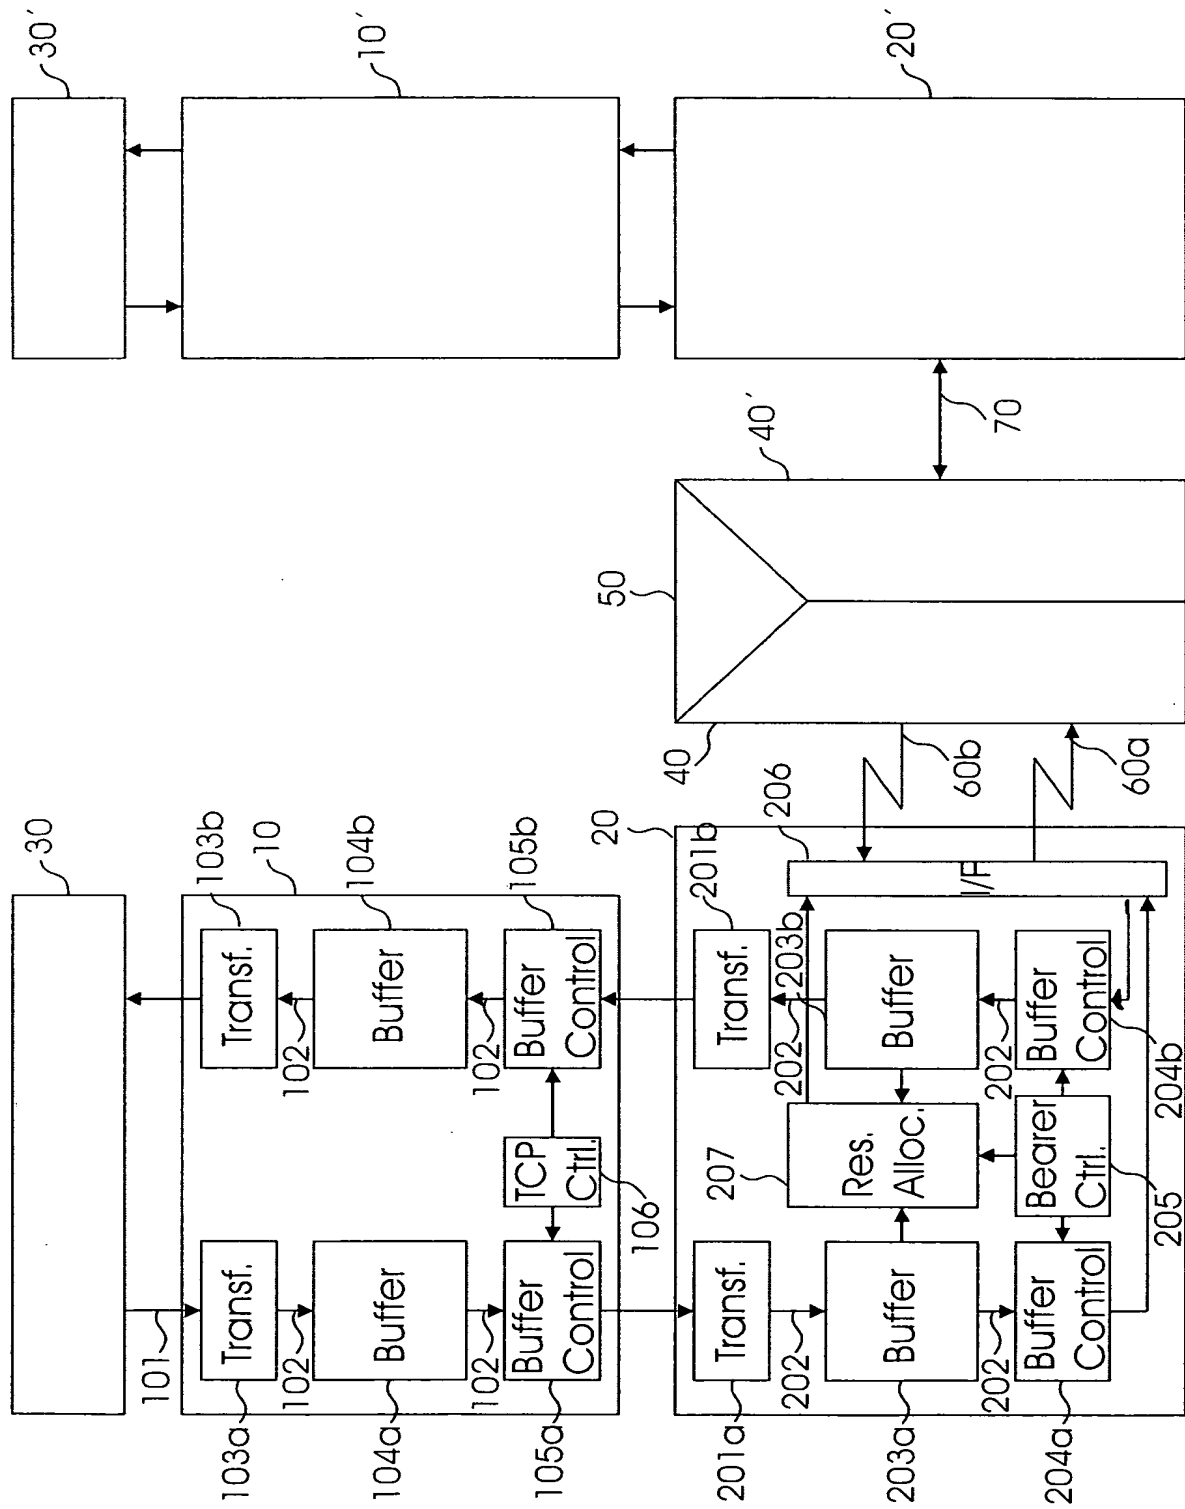 30
30´
101
103a
Transf.
102
104a
Buffer
102
105a
Buffer
Control
TCP
Ctrl.
106
103b
10
Transf.
102
104b
Buffer
102
105b
Buffer
Control
10´
20
201a
Transf.
202
203a
Buffer
202
204a
Buffer
Control
207
Res.
Alloc.
Bearer
Ctrl.
205
201b
Transf.
202
203b
Buffer
202
Buffer
Control
204b
206
I/F
60b
60a
40
50
40´
70
20´